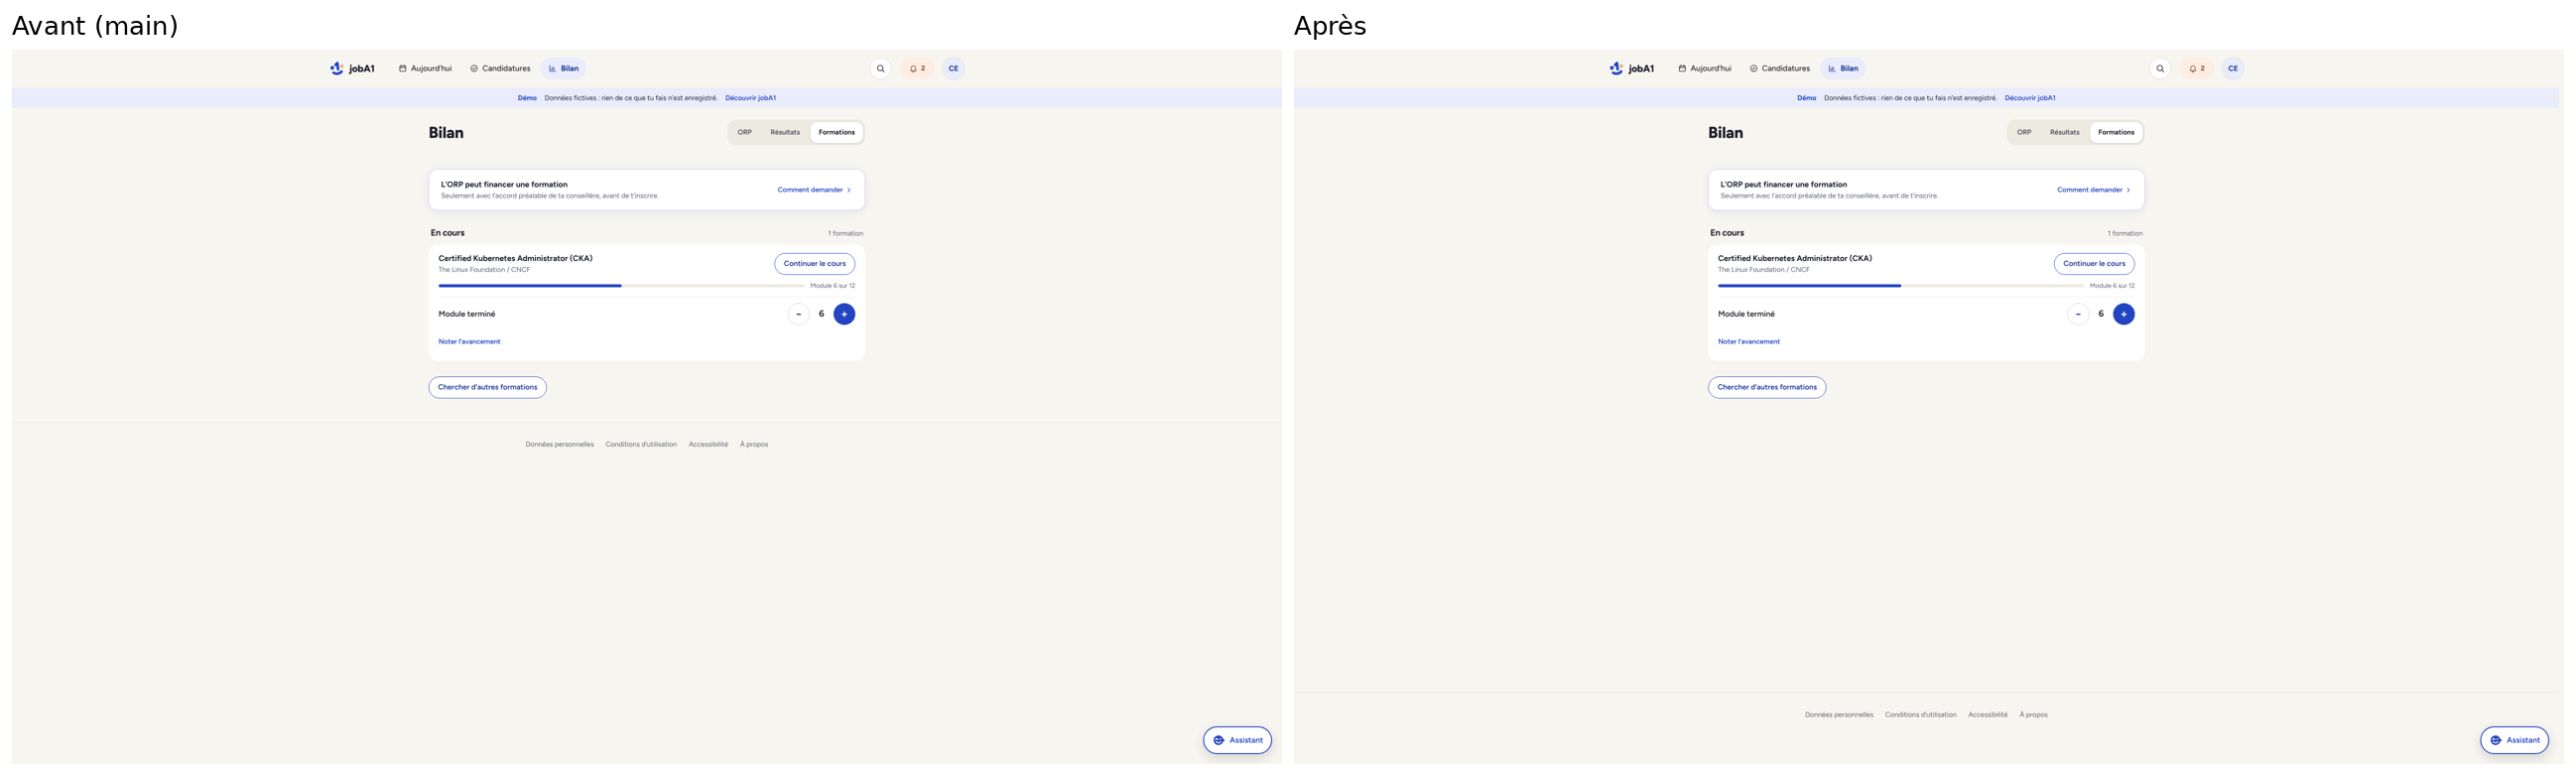 Avant (main)
jobA1 Aujourd'hui Candidatures Bilan 2 CE
Démo Données fictives : rien de ce que tu fais n'est enregistré. Découvrir jobA1
Bilan ORP Résultats Formations
L'ORP peut financer une formation
Seulement avec l'accord préalable de ta conseillère, avant de t'inscrire.
Comment demander
En cours 1 formation
Certified Kubernetes Administrator (CKA)
The Linux Foundation / CNCF
Continuer le cours
Module 6 sur 12
Module terminé − 6 +
Noter l'avancement
Chercher d'autres formations
Données personnelles Conditions d'utilisation Accessibilité À propos
Assistant
Après
jobA1 Aujourd'hui Candidatures Bilan 2 CE
Démo Données fictives : rien de ce que tu fais n'est enregistré. Découvrir jobA1
Bilan ORP Résultats Formations
L'ORP peut financer une formation
Seulement avec l'accord préalable de ta conseillère, avant de t'inscrire.
Comment demander
En cours 1 formation
Certified Kubernetes Administrator (CKA)
The Linux Foundation / CNCF
Continuer le cours
Module 6 sur 12
Module terminé − 6 +
Noter l'avancement
Chercher d'autres formations
Données personnelles Conditions d'utilisation Accessibilité À propos
Assistant